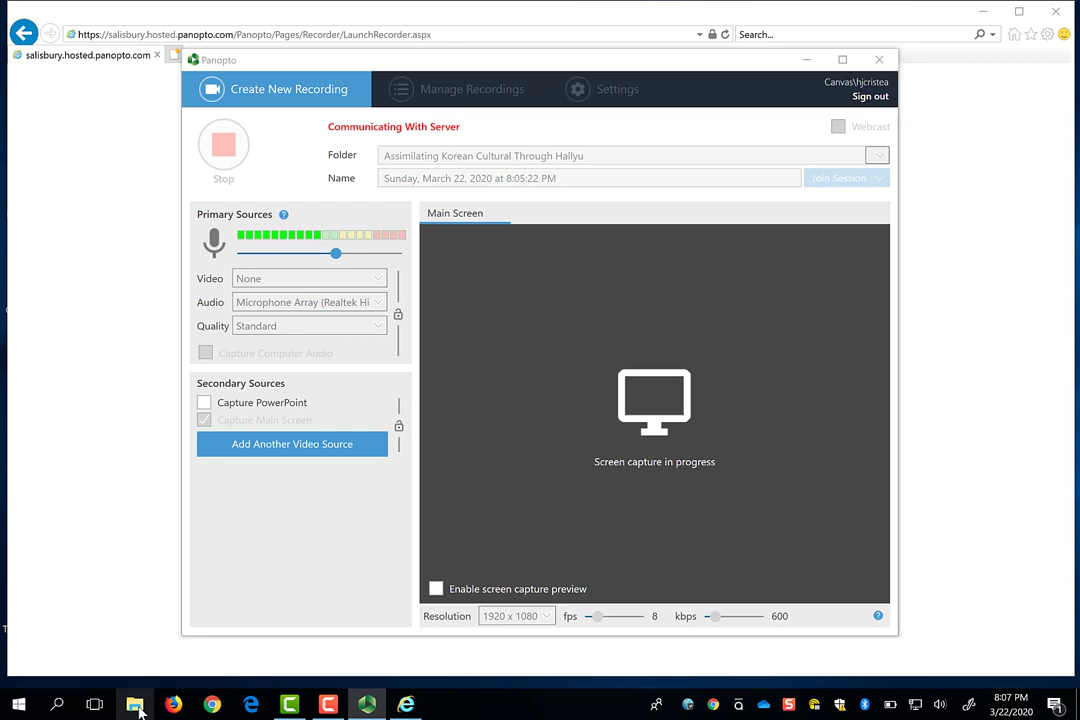 https://salisbury.hosted.panopto.com/Panopto/Pages/Recorder/LaunchRecorder.aspx
Search...
salisbury.hosted.panopto.com
Panopto
Create New Recording
Manage Recordings
Settings
Canvas\hjcristea
Sign out
Communicating With Server
Webcast
Folder
Assimilating Korean Cultural Through Hallyu
Stop
Name
Sunday, March 22, 2020 at 8:05:22 PM
Join Session
Primary Sources
Main Screen
Video
None
Audio
Microphone Array (Realtek Hi
Quality
Standard
Capture Computer Audio
Secondary Sources
Capture PowerPoint
Capture Main Screen
Add Another Video Source
Screen capture in progress
Enable screen capture preview
Resolution
1920 x 1080
fps
8
kbps
600
8:07 PM
3/22/2020